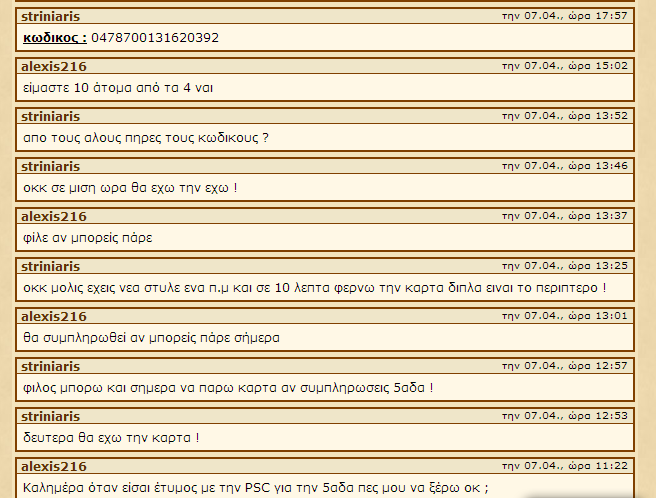 striniaris την 07.04., ώρα 17:57
κωδικος : 0478700131620392
alexis216 την 07.04., ώρα 15:02
είμαστε 10 άτομα από τα 4 ναι
striniaris την 07.04., ώρα 13:52
απο τους αλους πηρες τους κωδικους ?
striniaris την 07.04., ώρα 13:46
οκκ σε μιση ωρα θα εχω την εχω !
alexis216 την 07.04., ώρα 13:37
φίλε αν μπορείς πάρε
striniaris την 07.04., ώρα 13:25
οκκ μολις εχεις νεα στυλε ενα π.μ και σε 10 λεπτα φερνω την καρτα διπλα ειναι το περιπτερο !
alexis216 την 07.04., ώρα 13:01
θα συμπληρωθεί αν μπορείς πάρε σήμερα
striniaris την 07.04., ώρα 12:57
φιλος μπορω και σημερα να παρω καρτα αν συμπληρωσεις 5αδα !
striniaris την 07.04., ώρα 12:53
δευτερα θα εχω την καρτα !
alexis216 την 07.04., ώρα 11:22
Καλημέρα όταν είσαι έτυμος με την PSC για την 5αδα πες μου να ξέρω οκ ;